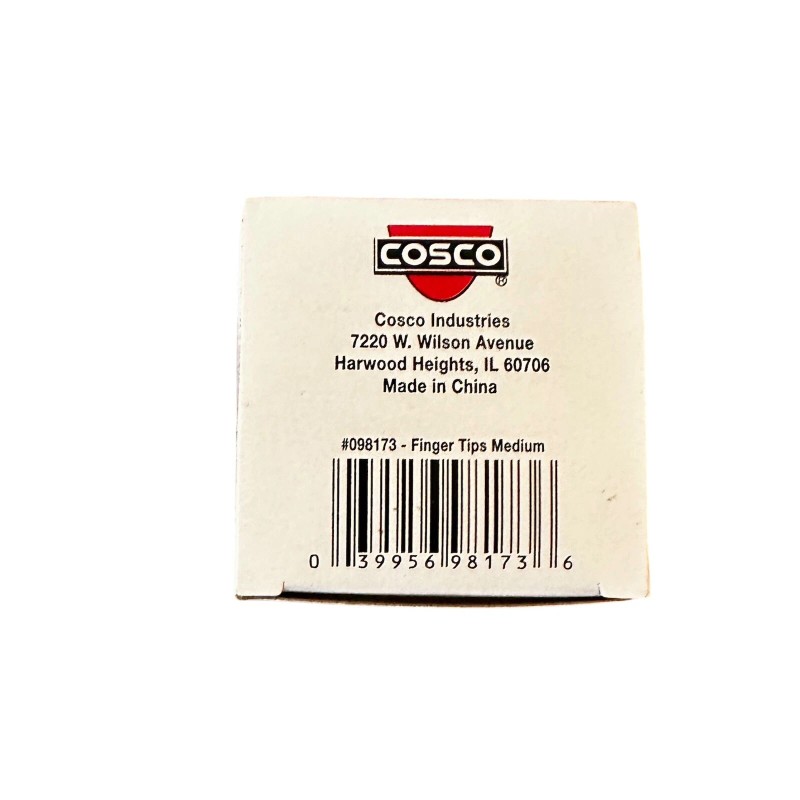 COSCO®
Cosco Industries
7220 W. Wilson Avenue
Harwood Heights, IL 60706
Made in China
#098173 - Finger Tips Medium
0 39956 98173 6